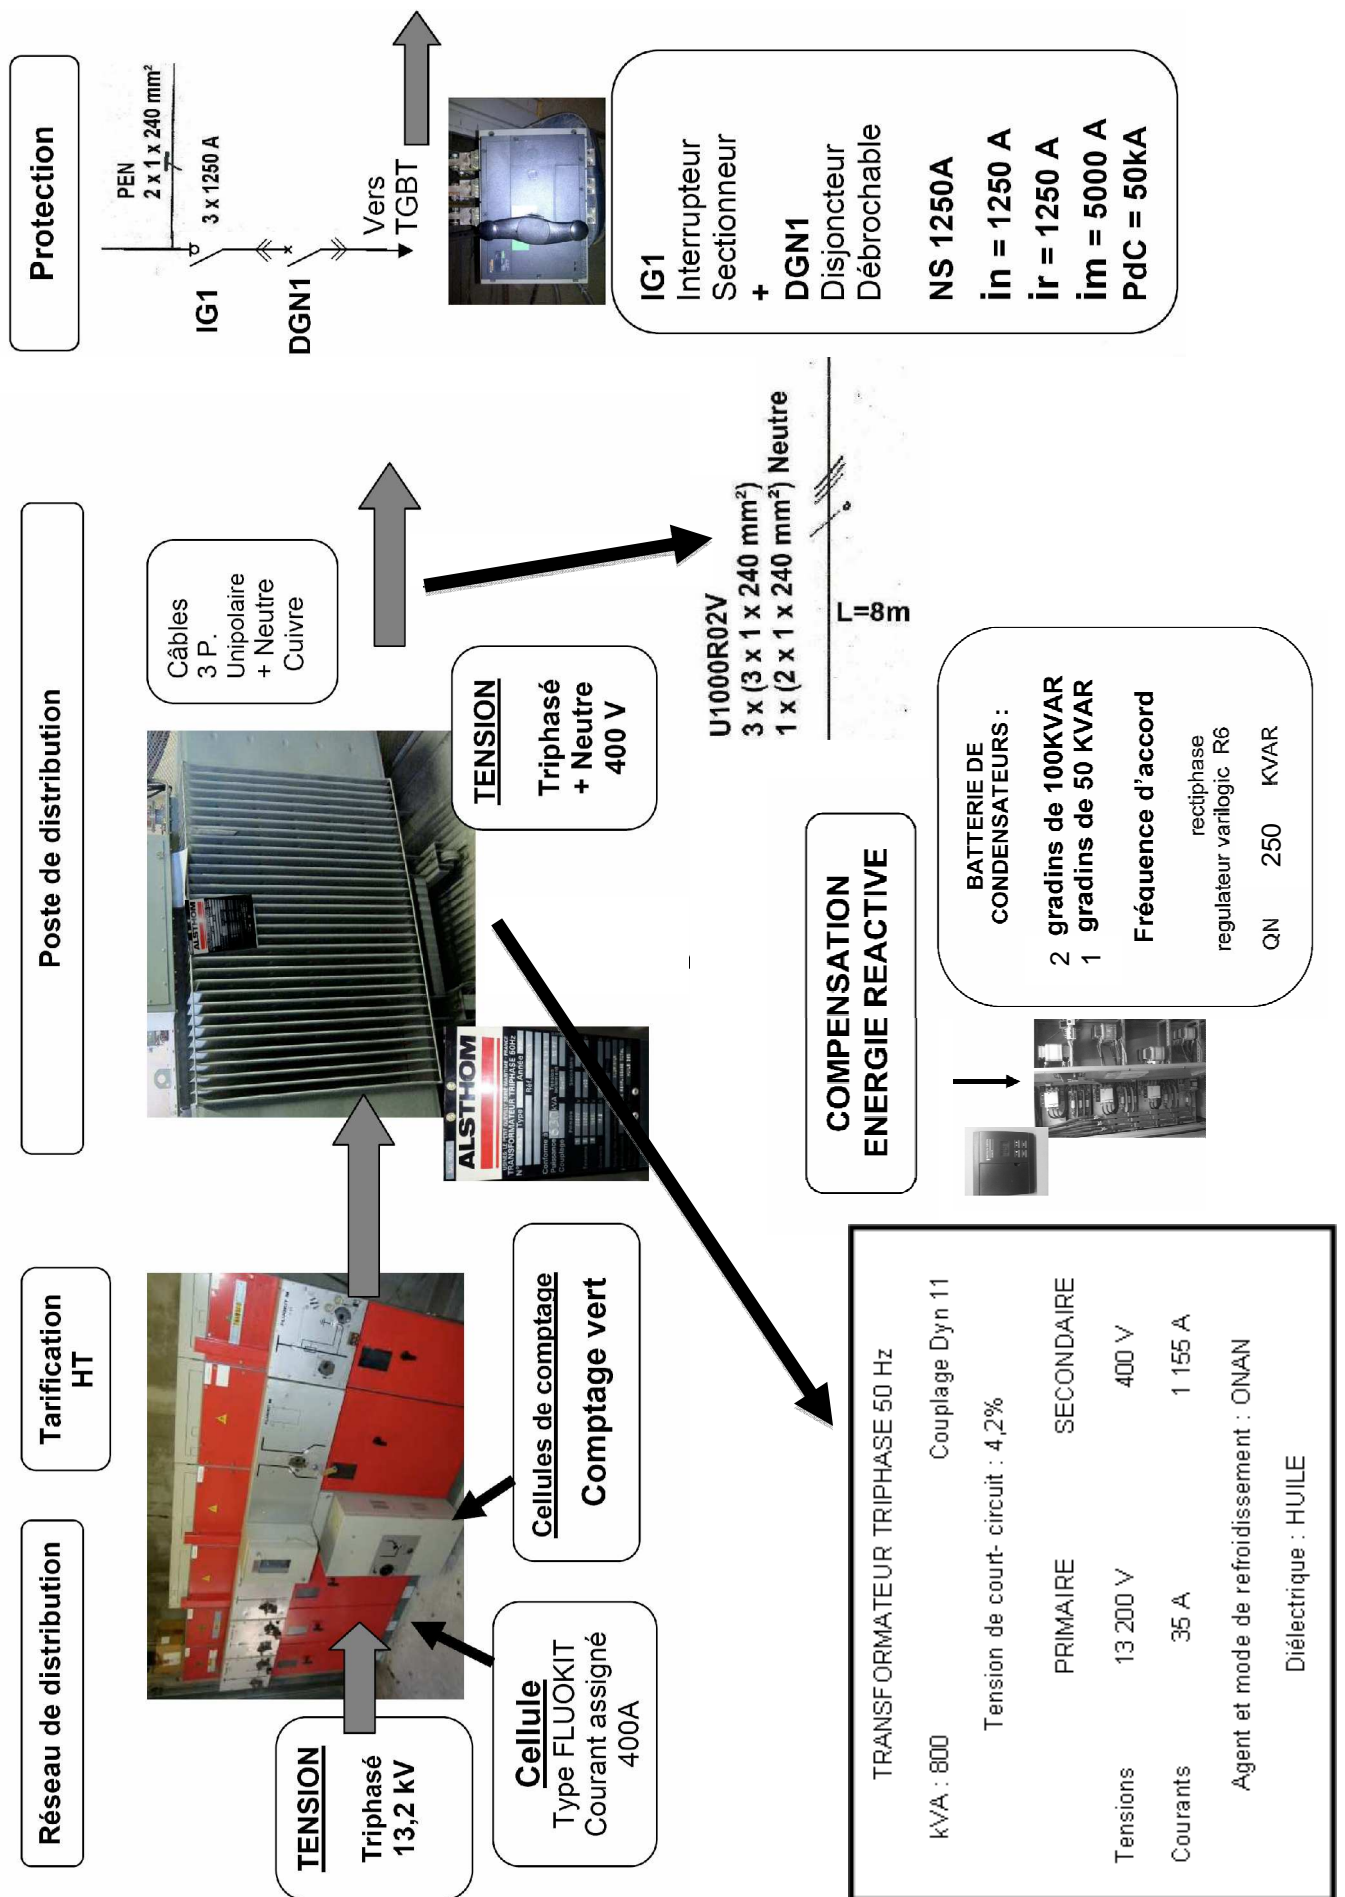 Réseau de distribution
Tarification
HT
Poste de distribution
Protection
TENSION
Triphasé
13,2 kV
Cellule
Type FLUOKIT
Courant assigné
400A
Cellules de comptage
Comptage vert
ALSTHOM
ALSTHOM
TRANSFORMATEUR TRIPHASE 50Hz
Câbles
3 P.
Unipolaire
+ Neutre
Cuivre
TENSION
Triphasé
+ Neutre
400 V
U1000R02V
3 x (3 x 1 x 240 mm²)
1 x (2 x 1 x 240 mm²) Neutre
L=8m
PEN
2 x 1 x 240 mm²
3 x 1250 A
IG1
DGN1
Vers
TGBT
IG1
Interrupteur
Sectionneur
+
DGN1
Disjoncteur
Débrochable
NS 1250A
in = 1250 A
ir = 1250 A
im = 5000 A
PdC = 50kA
TRANSFORMATEUR TRIPHASE 50 Hz
kVA : 800 Couplage Dyn 11
Tension de court- circuit : 4,2%
PRIMAIRE SECONDAIRE
Tensions 13 200 V 400 V
Courants 35 A 1 155 A
Agent et mode de refroidissement : ONAN
Diélectrique : HUILE
COMPENSATION
ENERGIE REACTIVE
BATTERIE DE
CONDENSATEURS :
2 gradins de 100KVAR
1 gradins de 50 KVAR
Fréquence d'accord
rectiphase
regulateur varilogic R6
QN 250 KVAR